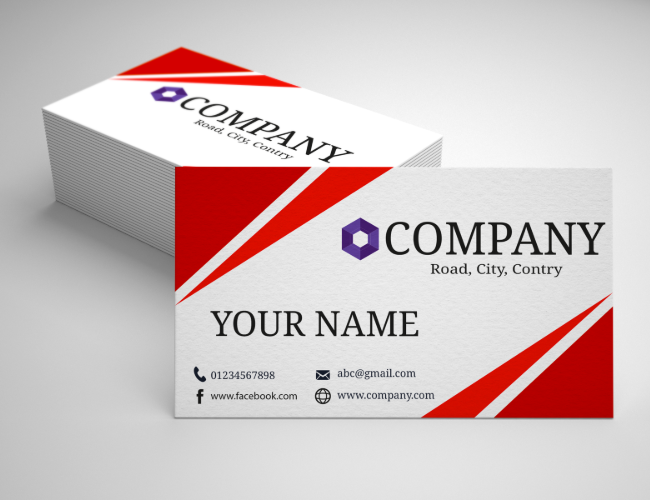 COMPANY
Road, City, Contry
COMPANY
Road, City, Contry
YOUR NAME
01234567898
abc@gmail.com
www.facebook.com
www.company.com